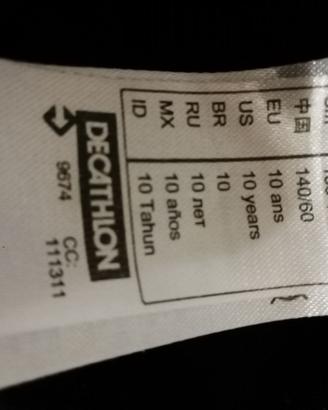 中国 140/60
EU 10 ans
US 10 years
BR 10
RU 10 лет
MX 10 años
ID 10 Tahun
DECATHLON
CC:
9674 111311